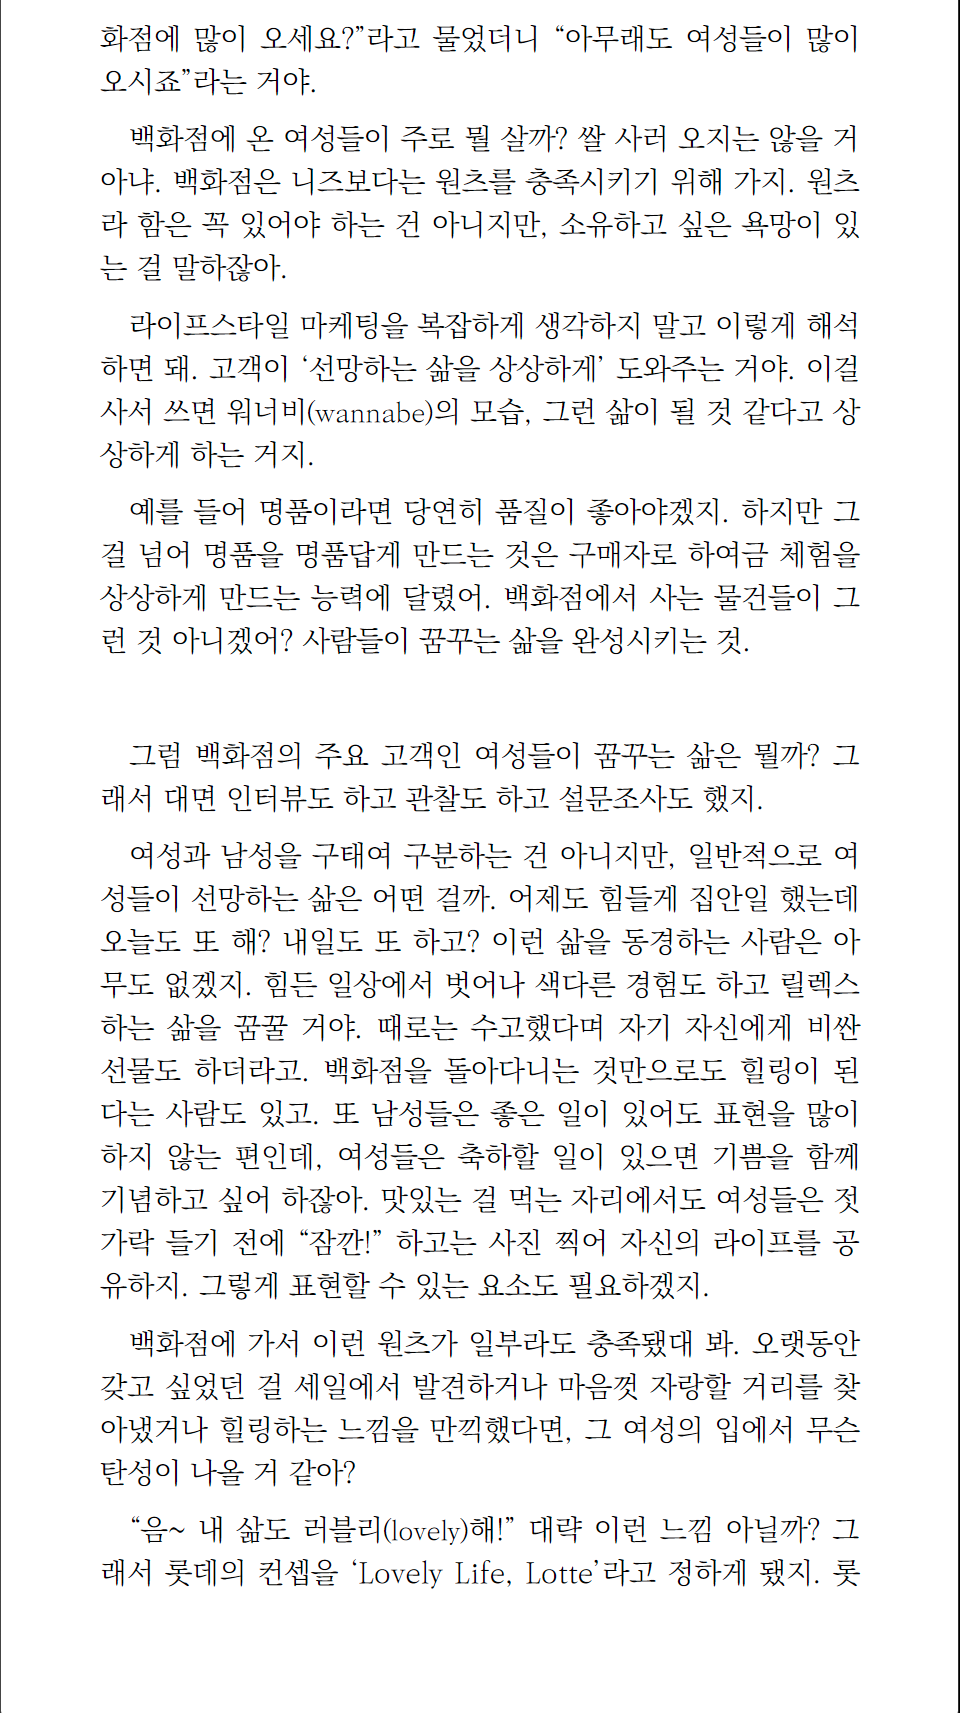 화점에 많이 오세요?”라고 물었더니 “아무래도 여성들이 많이
오시죠”라는 거야.
백화점에 온 여성들이 주로 뭘 살까? 쌀 사러 오지는 않을 거
아냐. 백화점은 니즈보다는 원츠를 충족시키기 위해 가지. 원츠
라 함은 꼭 있어야 하는 건 아니지만, 소유하고 싶은 욕망이 있
는 걸 말하잖아.
라이프스타일 마케팅을 복잡하게 생각하지 말고 이렇게 해석
하면 돼. 고객이 ‘선망하는 삶을 상상하게’ 도와주는 거야. 이걸
사서 쓰면 워너비(wannabe)의 모습, 그런 삶이 될 것 같다고 상
상하게 하는 거지.
예를 들어 명품이라면 당연히 품질이 좋아야겠지. 하지만 그
걸 넘어 명품을 명품답게 만드는 것은 구매자로 하여금 체험을
상상하게 만드는 능력에 달렸어. 백화점에서 사는 물건들이 그
런 것 아니겠어? 사람들이 꿈꾸는 삶을 완성시키는 것.
그럼 백화점의 주요 고객인 여성들이 꿈꾸는 삶은 뭘까? 그
래서 대면 인터뷰도 하고 관찰도 하고 설문조사도 했지.
여성과 남성을 구태여 구분하는 건 아니지만, 일반적으로 여
성들이 선망하는 삶은 어떤 걸까. 어제도 힘들게 집안일 했는데
오늘도 또 해? 내일도 또 하고? 이런 삶을 동경하는 사람은 아
무도 없겠지. 힘든 일상에서 벗어나 색다른 경험도 하고 릴렉스
하는 삶을 꿈꿀 거야. 때로는 수고했다며 자기 자신에게 비싼
선물도 하더라고. 백화점을 돌아다니는 것만으로도 힐링이 된
다는 사람도 있고. 또 남성들은 좋은 일이 있어도 표현을 많이
하지 않는 편인데, 여성들은 축하할 일이 있으면 기쁨을 함께
기념하고 싶어 하잖아. 맛있는 걸 먹는 자리에서도 여성들은 젓
가락 들기 전에 “잠깐!” 하고는 사진 찍어 자신의 라이프를 공
유하지. 그렇게 표현할 수 있는 요소도 필요하겠지.
백화점에 가서 이런 원츠가 일부라도 충족됐대 봐. 오랫동안
갖고 싶었던 걸 세일에서 발견하거나 마음껏 자랑할 거리를 찾
아냈거나 힐링하는 느낌을 만끽했다면, 그 여성의 입에서 무슨
탄성이 나올 거 같아?
“음~ 내 삶도 러블리(lovely)해!” 대략 이런 느낌 아닐까? 그
래서 롯데의 컨셉을 ‘Lovely Life, Lotte’라고 정하게 됐지. 롯